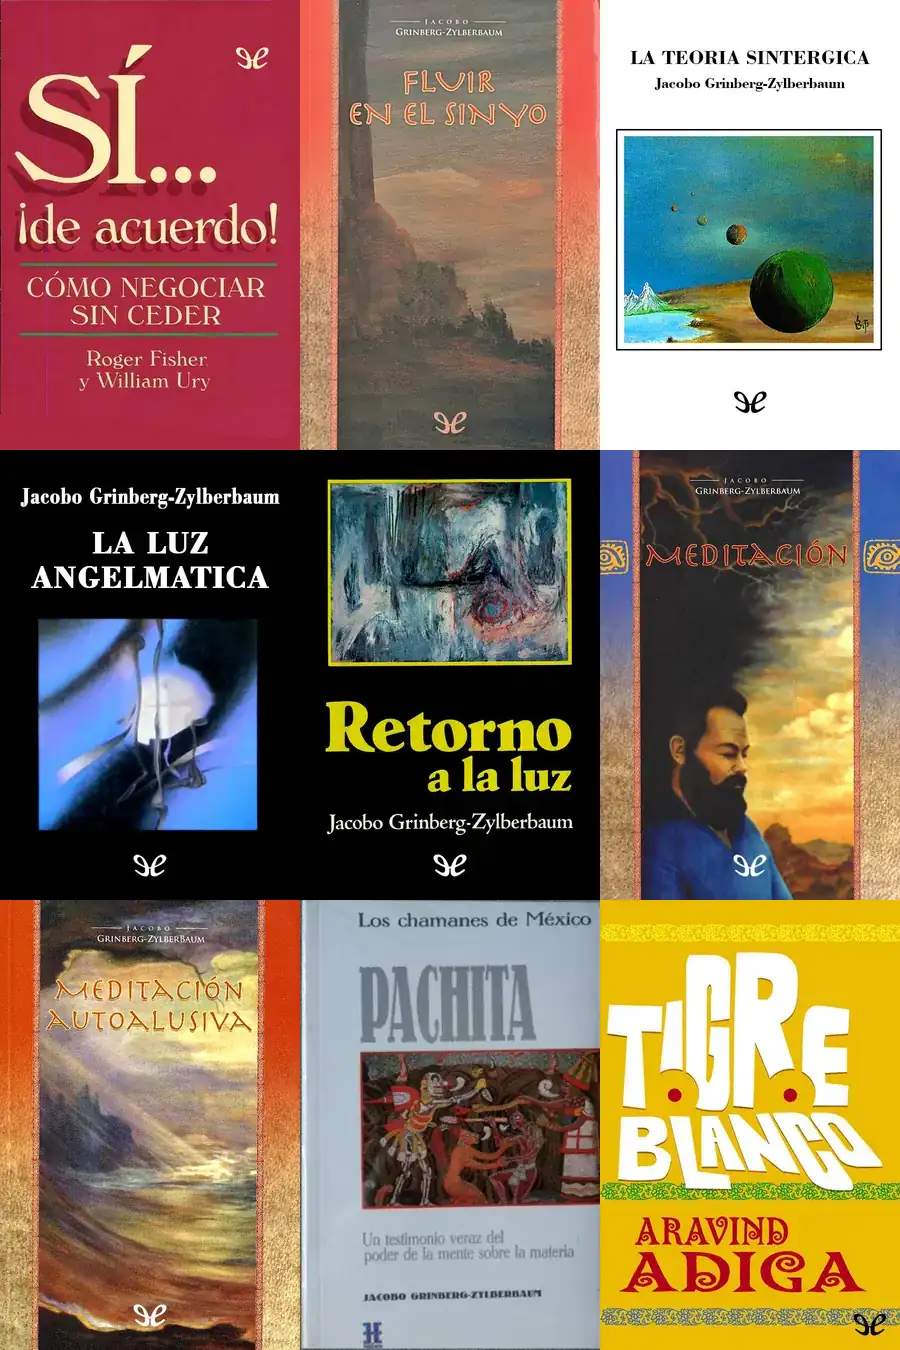 SÍ...
¡de acuerdo!
CÓMO NEGOCIAR
SIN CEDER
Roger Fisher
y William Ury
JACOBO
GRINBERG-ZYLBERBAUM
FLUIR
EN EL SIN YO
LA TEORIA SINTERGICA
Jacobo Grinberg-Zylberbaum
Jacobo Grinberg-Zylberbaum
LA LUZ
ANGELMATICA
Retorno
a la luz
Jacobo Grinberg-Zylberbaum
JACOBO
GRINBERG-ZYLBERBAUM
MEDITACIÓN
JACOBO
GRINBERG-ZYLBERBAUM
MEDITACIÓN
AUTOALUSIVA
Los chamanes de México
PACHITA
Un testimonio veraz del
poder de la mente sobre la materia
JACOBO GRINBERG-ZYLBERBAUM
TIGRE
BLANCO
ARAVIND
ADIGA